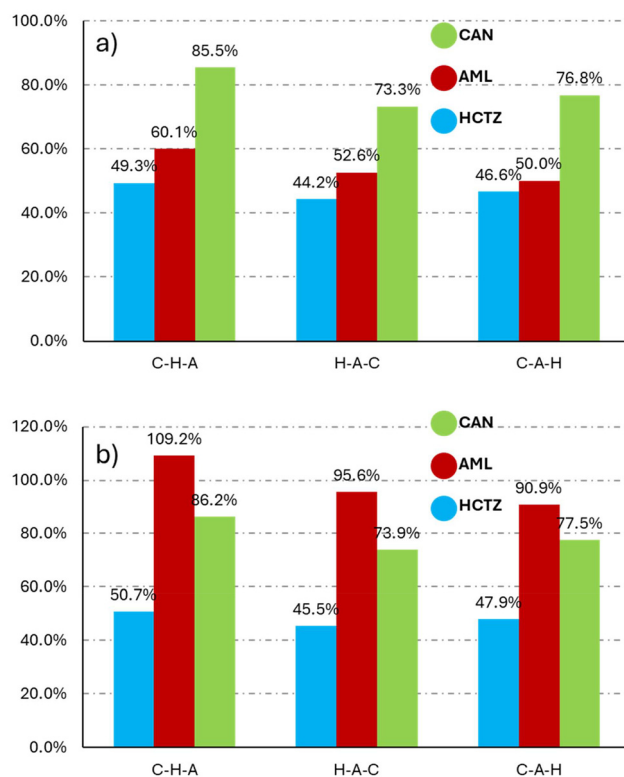 100.0%
a)
CAN
85.5%
80.0%
AML
73.3%
76.8%
HCTZ
60.1%
60.0%
49.3%
52.6%
50.0%
44.2%
46.6%
40.0%
20.0%
0.0%
C-H-A
H-A-C
C-A-H
120.0%
CAN
b)
109.2%
100.0%
AML
95.6%
90.9%
86.2%
HCTZ
80.0%
73.9%
77.5%
60.0%
50.7%
45.5%
47.9%
40.0%
20.0%
0.0%
C-H-A
H-A-C
C-A-H